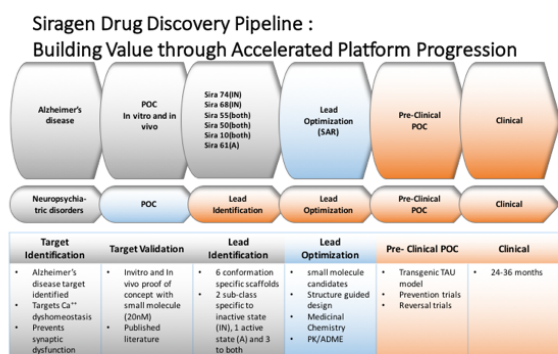 Siragen Drug Discovery Pipeline :
Building Value through Accelerated Platform Progression
Alzheimer's
disease
POC
In vitro and in
vivo
Sira 74(IN)
Sira 68(IN)
Sira 55(both)
Sira 50(both)
Sira 10(both)
Sira 61(A)
Lead
Optimization
(SAR)
Pre-Clinical
POC
Clinical
Neuropsychia-
tric disorders
POC
Lead
Identification
Lead
Optimization
Pre-Clinical
POC
Clinical
Target
Identification
Target Validation
Lead
Identification
Lead
Optimization
Pre- Clinical POC
Clinical
• Alzheimer's
disease target
identified
• Targets Ca⁺⁺
dyshomeostasis
• Prevents
synaptic
dysfunction
• Invitro and In
vivo proof of
concept with
small molecule
(20nM)
• Published
literature
• 6 conformation
specific scaffolds
• 2 sub-class
specific to
inactive state
(IN), 1 active
state (A) and 3
to both
• small molecule
candidates
• Structure guided
design
• Medicinal
Chemistry
• PK/ADME
• Transgenic TAU
model
• Prevention trials
• Reversal trials
• 24-36 months